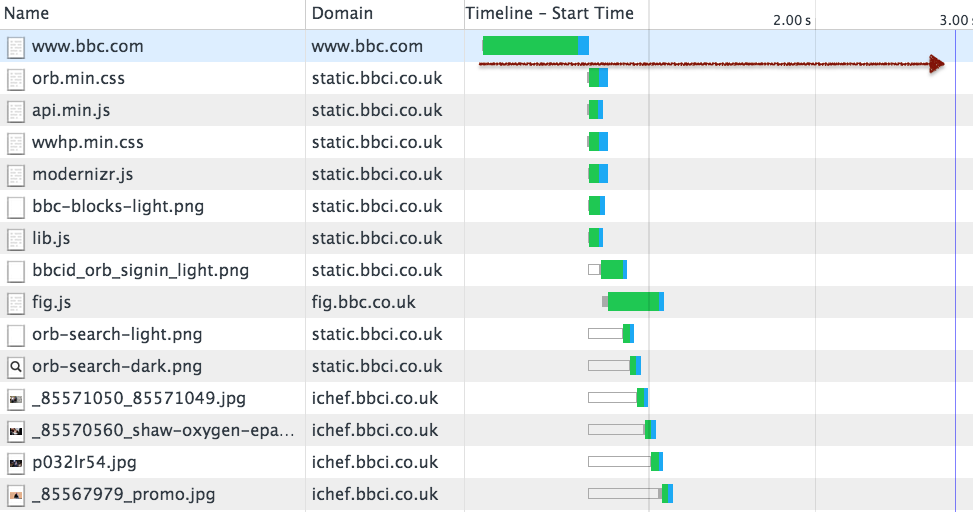 Name Domain Timeline – Start Time
2.00 s 3.00 s
www.bbc.com www.bbc.com
orb.min.css static.bbci.co.uk
api.min.js static.bbci.co.uk
wwhp.min.css static.bbci.co.uk
modernizr.js static.bbci.co.uk
bbc-blocks-light.png static.bbci.co.uk
lib.js static.bbci.co.uk
bbcid_orb_signin_light.png static.bbci.co.uk
fig.js fig.bbc.co.uk
orb-search-light.png static.bbci.co.uk
orb-search-dark.png static.bbci.co.uk
_85571050_85571049.jpg ichef.bbci.co.uk
_85570560_shaw-oxygen-epa... ichef.bbci.co.uk
p032lr54.jpg ichef.bbci.co.uk
_85567979_promo.jpg ichef.bbci.co.uk